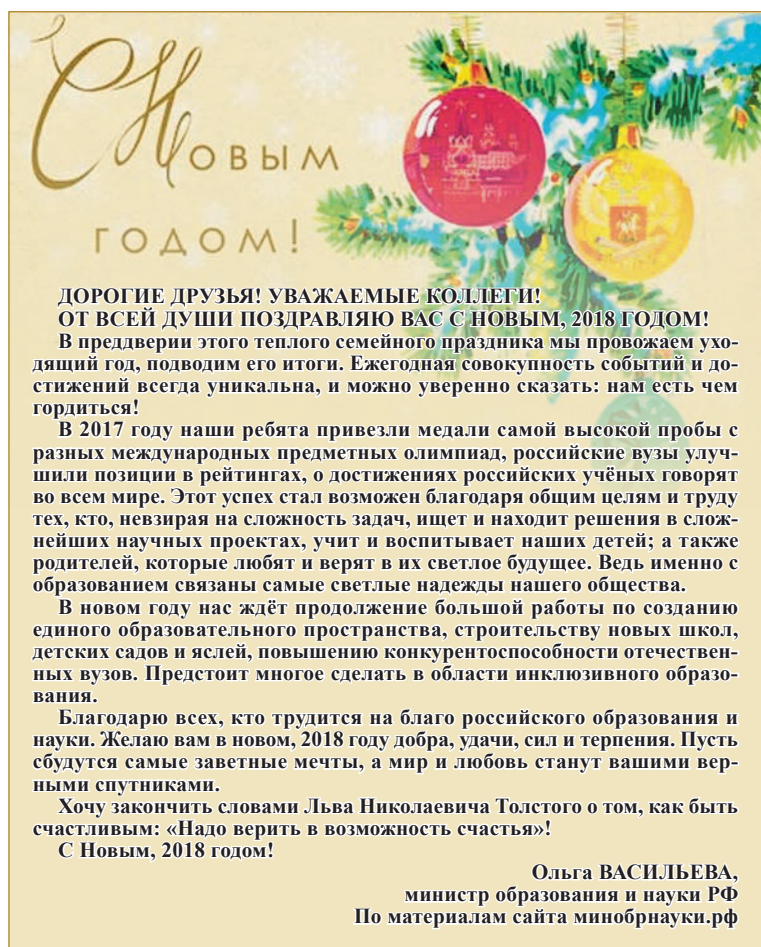 С Новым
годом!
ДОРОГИЕ ДРУЗЬЯ! УВАЖАЕМЫЕ КОЛЛЕГИ!
ОТ ВСЕЙ ДУШИ ПОЗДРАВЛЯЮ ВАС С НОВЫМ, 2018 ГОДОМ!
В преддверии этого теплого семейного праздника мы провожаем ухо-
дящий год, подводим его итоги. Ежегодная совокупность событий и до-
стижений всегда уникальна, и можно уверенно сказать: нам есть чем
гордиться!
В 2017 году наши ребята привезли медали самой высокой пробы с
разных международных предметных олимпиад, российские вузы улуч-
шили позиции в рейтингах, о достижениях российских учёных говорят
во всем мире. Этот успех стал возможен благодаря общим целям и труду
тех, кто, невзирая на сложность задач, ищет и находит решения в слож-
нейших научных проектах, учит и воспитывает наших детей; а также
родителей, которые любят и верят в их светлое будущее. Ведь именно с
образованием связаны самые светлые надежды нашего общества.
В новом году нас ждёт продолжение большой работы по созданию
единого образовательного пространства, строительству новых школ,
детских садов и яслей, повышению конкурентоспособности отечествен-
ных вузов. Предстоит многое сделать в области инклюзивного образо-
вания.
Благодарю всех, кто трудится на благо российского образования и
науки. Желаю вам в новом, 2018 году добра, удачи, сил и терпения. Пусть
сбудутся самые заветные мечты, а мир и любовь станут вашими вер-
ными спутниками.
Хочу закончить словами Льва Николаевича Толстого о том, как быть
счастливым: «Надо верить в возможность счастья»!
С Новым, 2018 годом!
Ольга ВАСИЛЬЕВА,
министр образования и науки РФ
По материалам сайта минобрнауки.рф